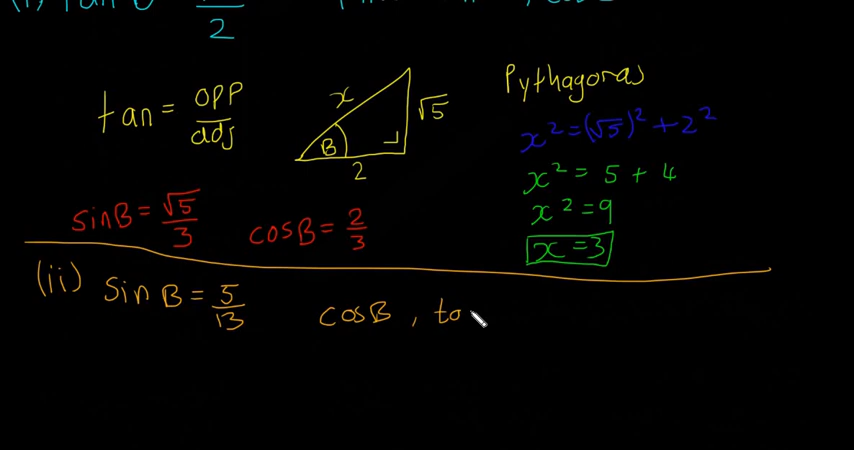 2
tan = opp
adj
x
√5
B
2
Pythagoras
x² = (√5)² + 2²
x² = 5 + 4
x² = 9
x = 3
sinB = √5
3
cosB = 2
3
(ii) SinB = 5
13
cosB, ta